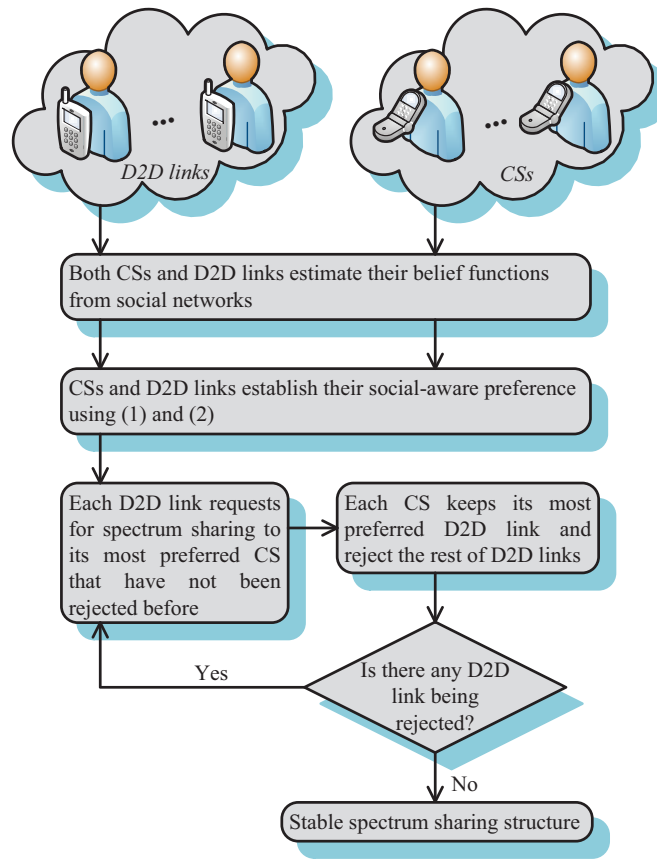 ...
...
D2D links
CSs
Both CSs and D2D links estimate their belief functions
from social networks
CSs and D2D links establish their social-aware preference
using (1) and (2)
Each D2D link requests
for spectrum sharing to
its most preferred CS
that have not been
rejected before
Each CS keeps its most
preferred D2D link and
reject the rest of D2D links
Is there any D2D
link being
rejected?
Yes
No
Stable spectrum sharing structure